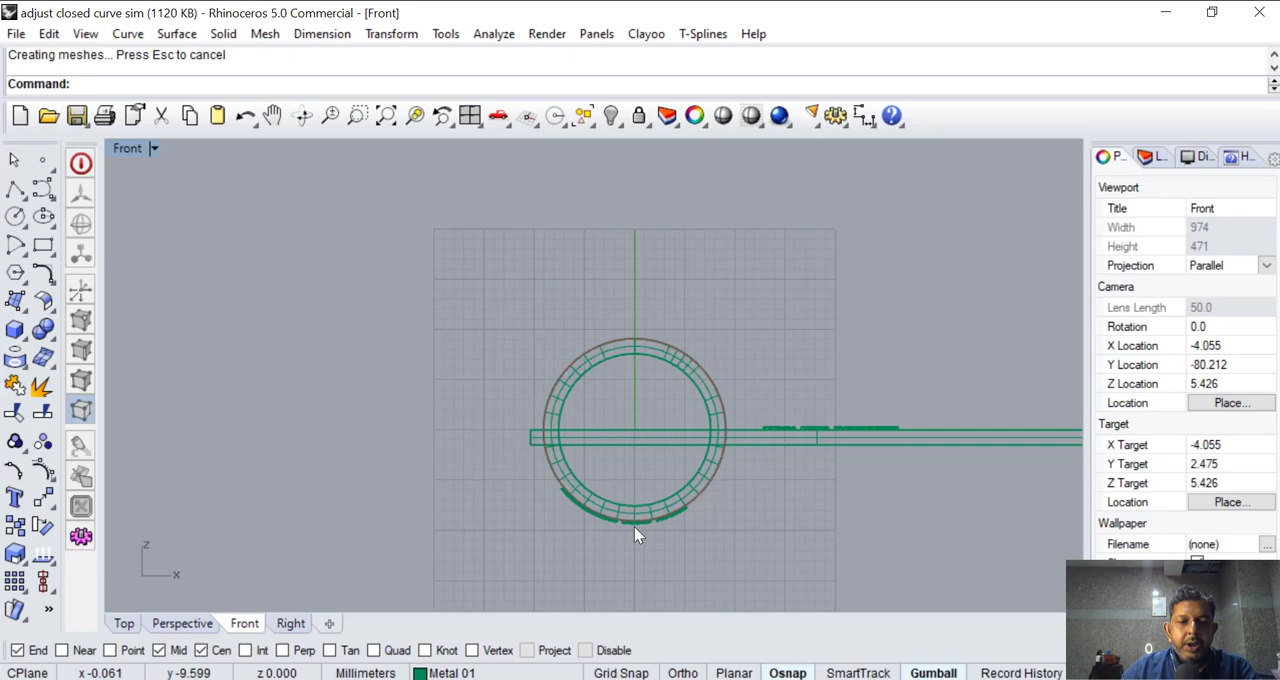 adjust closed curve sim (1120 KB) - Rhinoceros 5.0 Commercial - [Front]
File Edit View Curve Surface Solid Mesh Dimension Transform Tools Analyze Render Panels Clayoo T-Splines Help
Creating meshes... Press Esc to cancel
Command:
Front
P... L... Di... H...
Viewport
Title Front
Width 974
Height 471
Projection Parallel
Camera
Lens Length 50.0
Rotation 0.0
X Location -4.055
Y Location -80.212
Z Location 5.426
Location Place...
Target
X Target -4.055
Y Target 2.475
Z Target 5.426
Location Place...
Wallpaper
Filename (none) ...
z
x
Top Perspective Front Right
End Near Point Mid Cen Int Perp Tan Quad Knot Vertex Project Disable
CPlane x -0.061 y -9.599 z 0.000 Millimeters Metal 01 Grid Snap Ortho Planar Osnap SmartTrack Gumball Record History